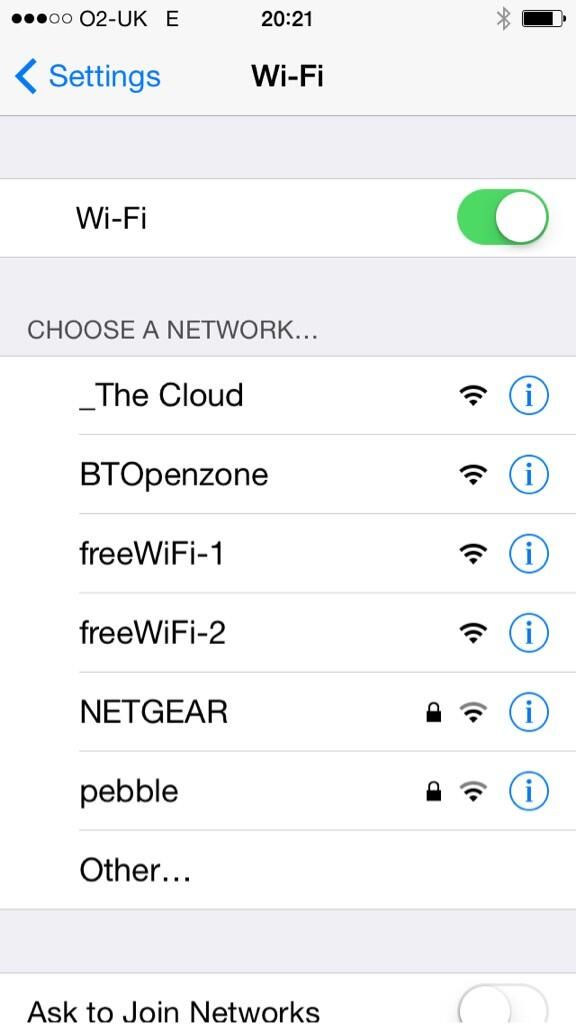 O2-UK E 20:21
Settings Wi-Fi
Wi-Fi
CHOOSE A NETWORK...
_The Cloud
BTOpenzone
freeWiFi-1
freeWiFi-2
NETGEAR
pebble
Other...
Ask to Join Networks